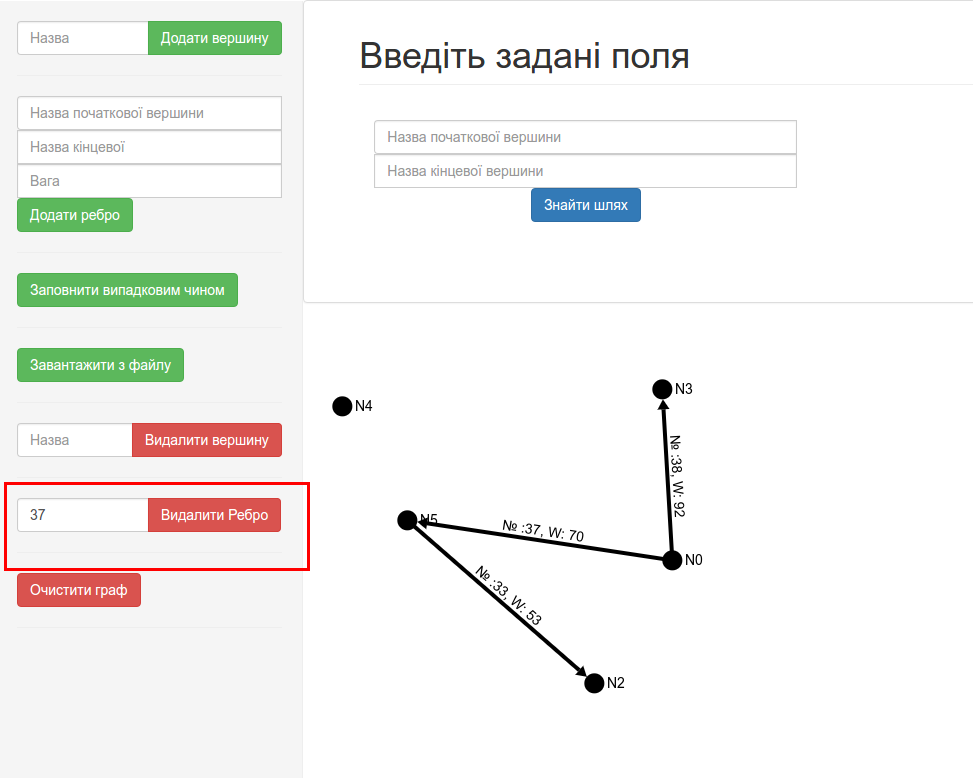 Назва Додати вершину
Назва початкової вершини
Назва кінцевої
Вага
Додати ребро
Заповнити випадковим чином
Завантажити з файлу
Назва Видалити вершину
37 Видалити Ребро
Очистити граф
Введіть задані поля
Назва початкової вершини
Назва кінцевої вершини
Знайти шлях
N3
N4
№ :38, W: 92
N5
№ :37, W: 70
N0
№ :33, W: 53
N2